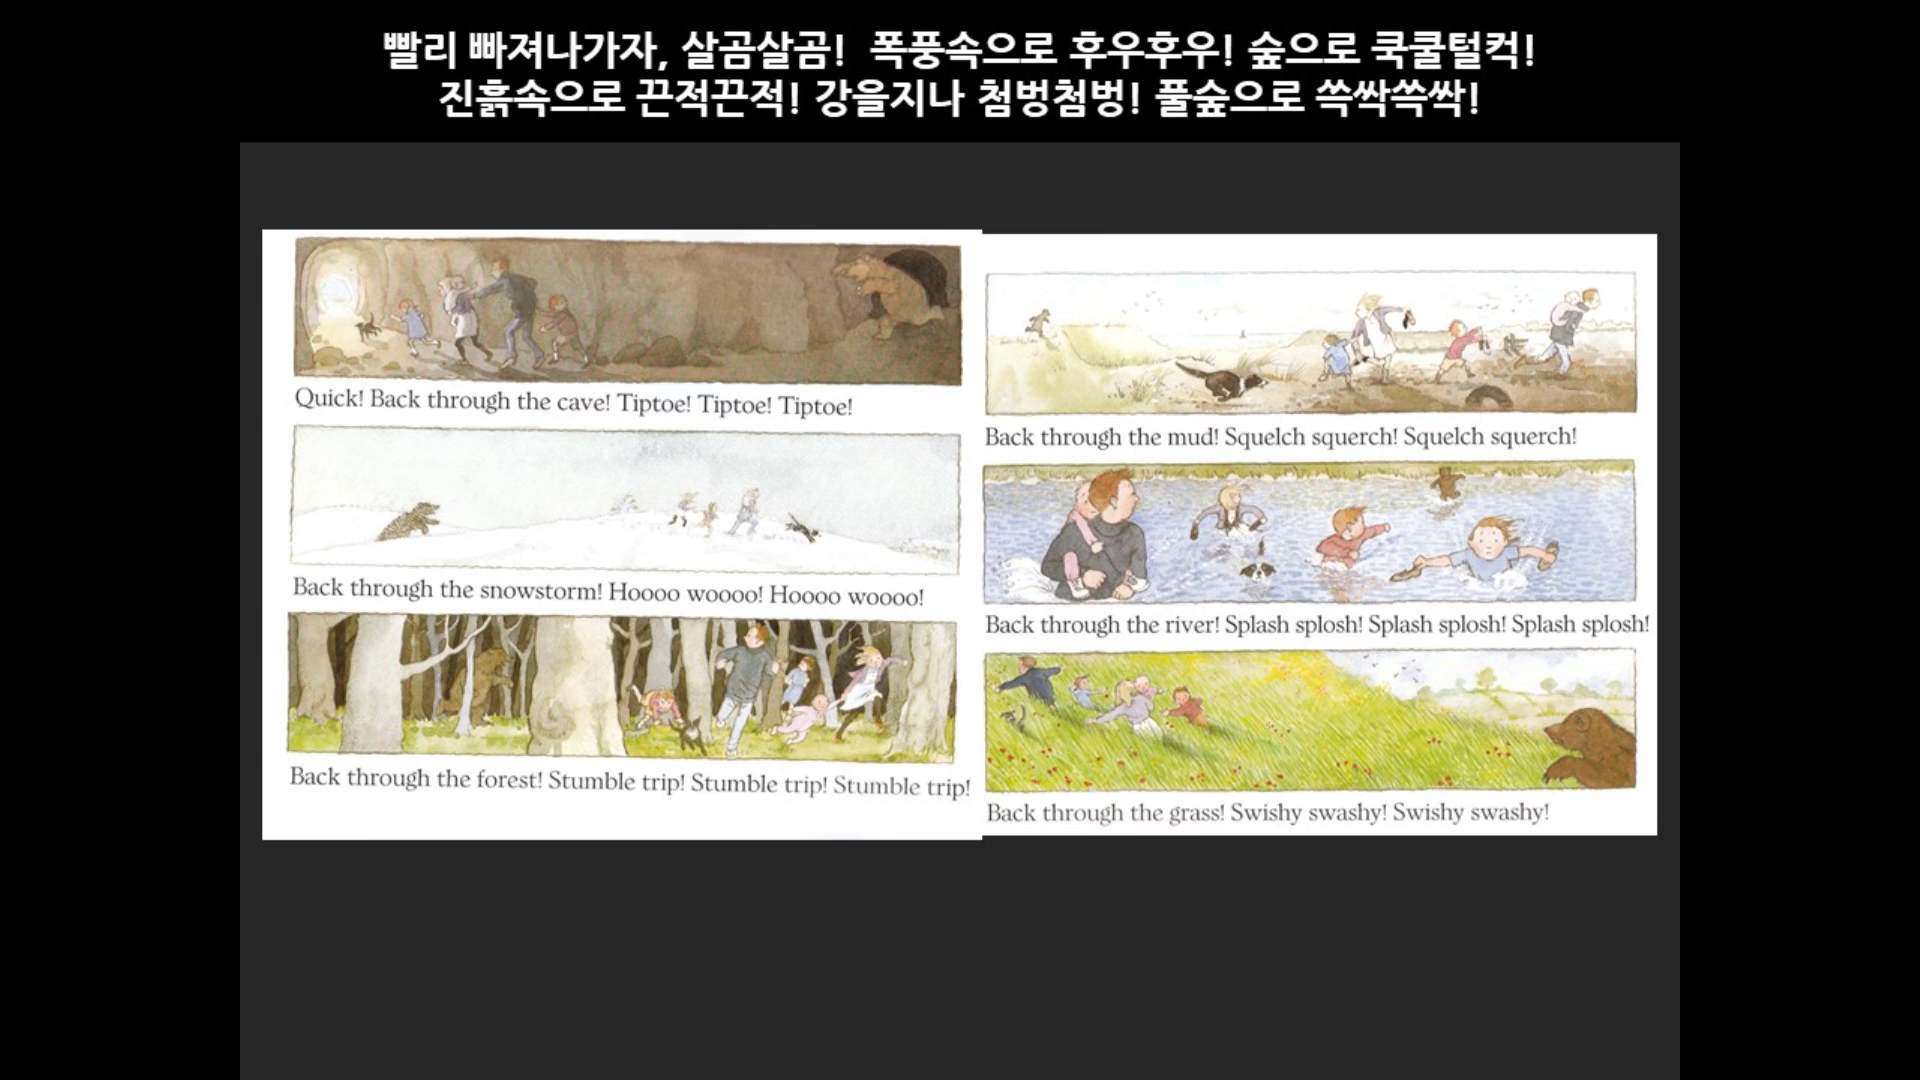 빨리 빠져나가자, 살곰살곰! 폭풍속으로 후우후우! 숲으로 쿡쿨털컥!
진흙속으로 끈적끈적! 강을지나 첨벙첨벙! 풀숲으로 쓱싹쓱싹!
Quick! Back through the cave! Tiptoe! Tiptoe! Tiptoe!
Back through the snowstorm! Hoooo woooo! Hoooo woooo!
Back through the forest! Stumble trip! Stumble trip! Stumble trip!
Back through the mud! Squelch squerch! Squelch squerch!
Back through the river! Splash splosh! Splash splosh! Splash splosh!
Back through the grass! Swishy swashy! Swishy swashy!